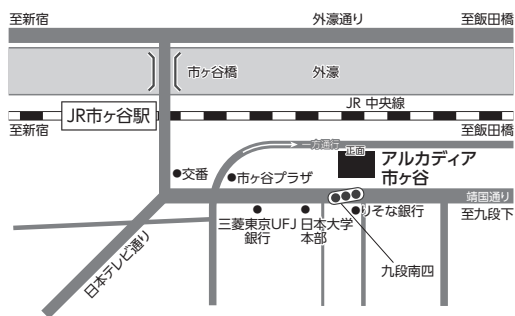 至新宿
外濠通り
至飯田橋
市ヶ谷橋
外濠
JR 中央線
JR市ヶ谷駅
至新宿
至飯田橋
一方通行
正面
アルカディア
市ヶ谷
●交番
●市ヶ谷プラザ
靖国通り
至九段下
三菱東京UFJ
銀行
日本大学
本部
りそな銀行
九段南四
日本テレビ通り